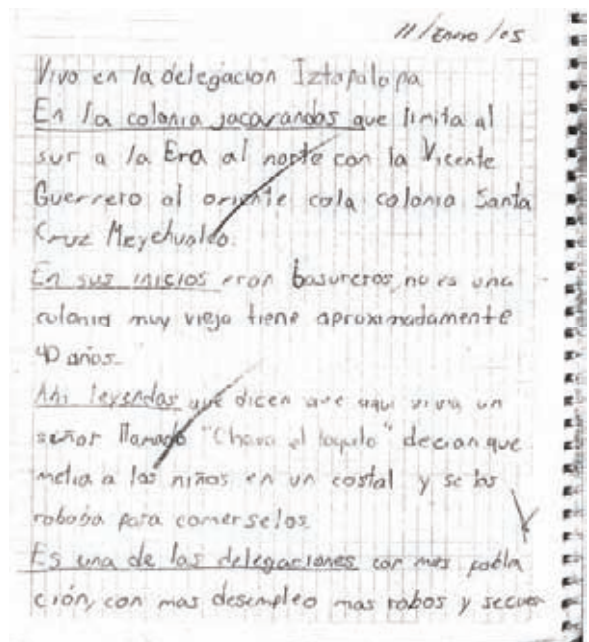 11/Enero/05
Vivo en la delegacion Iztapalapa
En la colonia jacarandas que limita al
sur a la Era al norte con la Vicente
Guerrero al oriente cola colonia Santa
Cruz Meyehualco.
En sus inicios eran basureros, no es una
colonia muy vieja tiene aproximadamente
40 años.
Ahi leyendas que dicen que aqui vivia un
señor llamado "Chava el loquito" decian que
metia a los niños en un costal y se los
robaba para comerselos.
Es una de las delegaciones con mas pobla
ción, con mas desempleo mas robos y secues